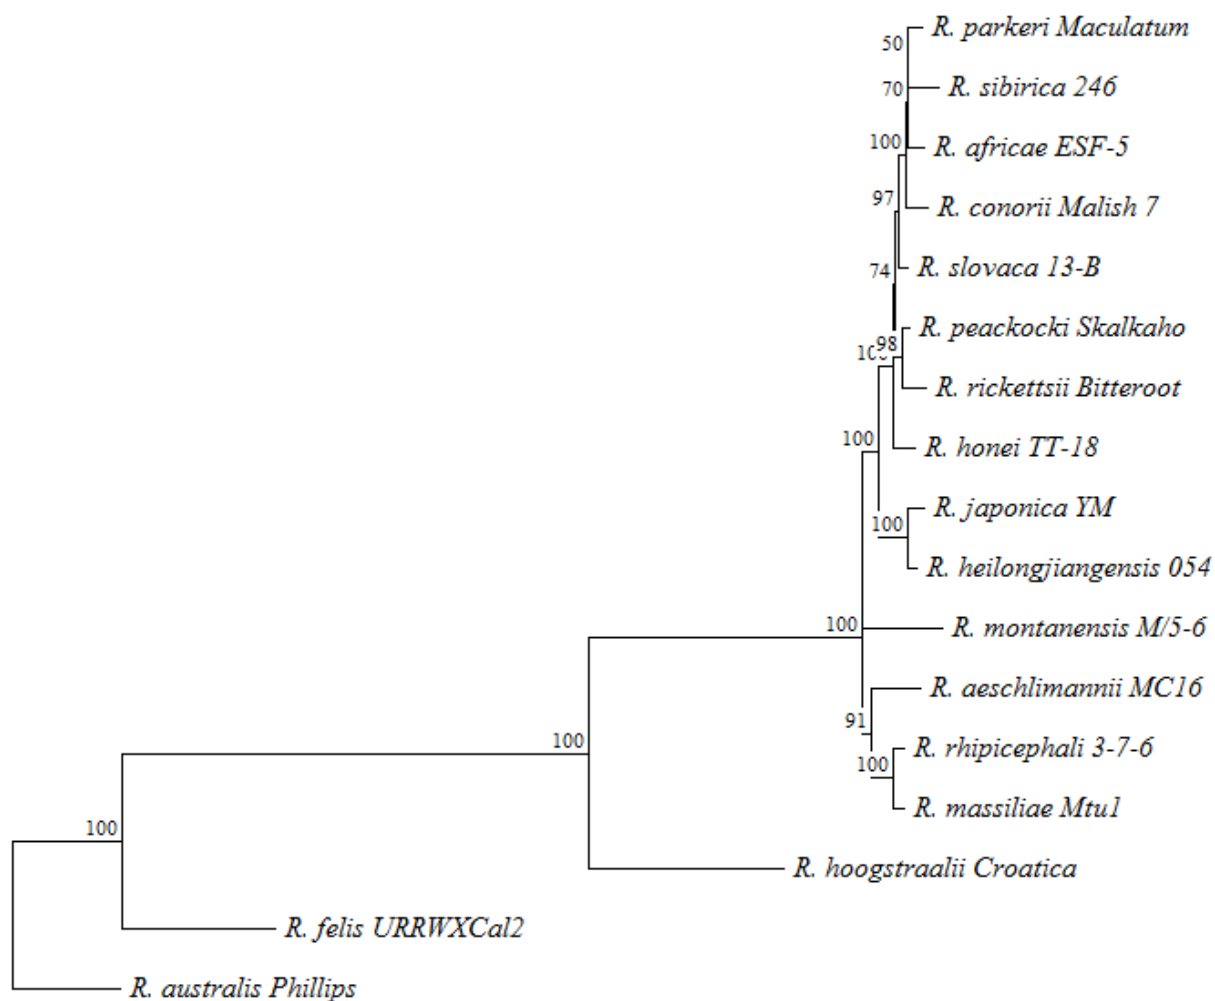 R. parkeri Maculatum
50
R. sibirica 246
70
100
R. africae ESF-5
97
R. conorii Malish 7
74
R. slovaca 13-B
R. peackocki Skalkaho
98
R. rickettsii Bitteroot
100
R. honei TT-18
R. japonica YM
100
R. heilongjiangensis 054
100
R. montanensis M/5-6
R. aeschlimannii MC16
91
R. rhipicephali 3-7-6
100
R. massiliae Mtu1
100
R. hoogstraalii Croatica
100
R. felis URRWXCal2
R. australis Phillips